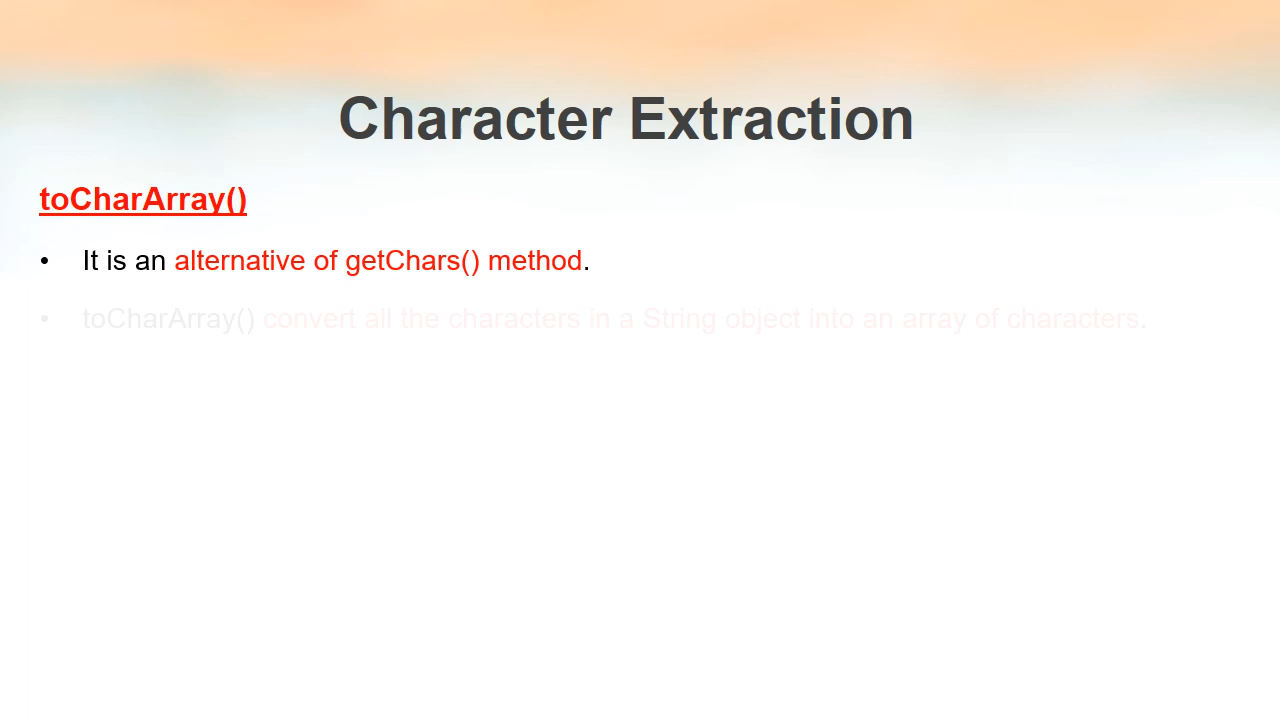 Character Extraction
toCharArray()
• It is an alternative of getChars() method.
• toCharArray() convert all the characters in a String object into an array of characters.